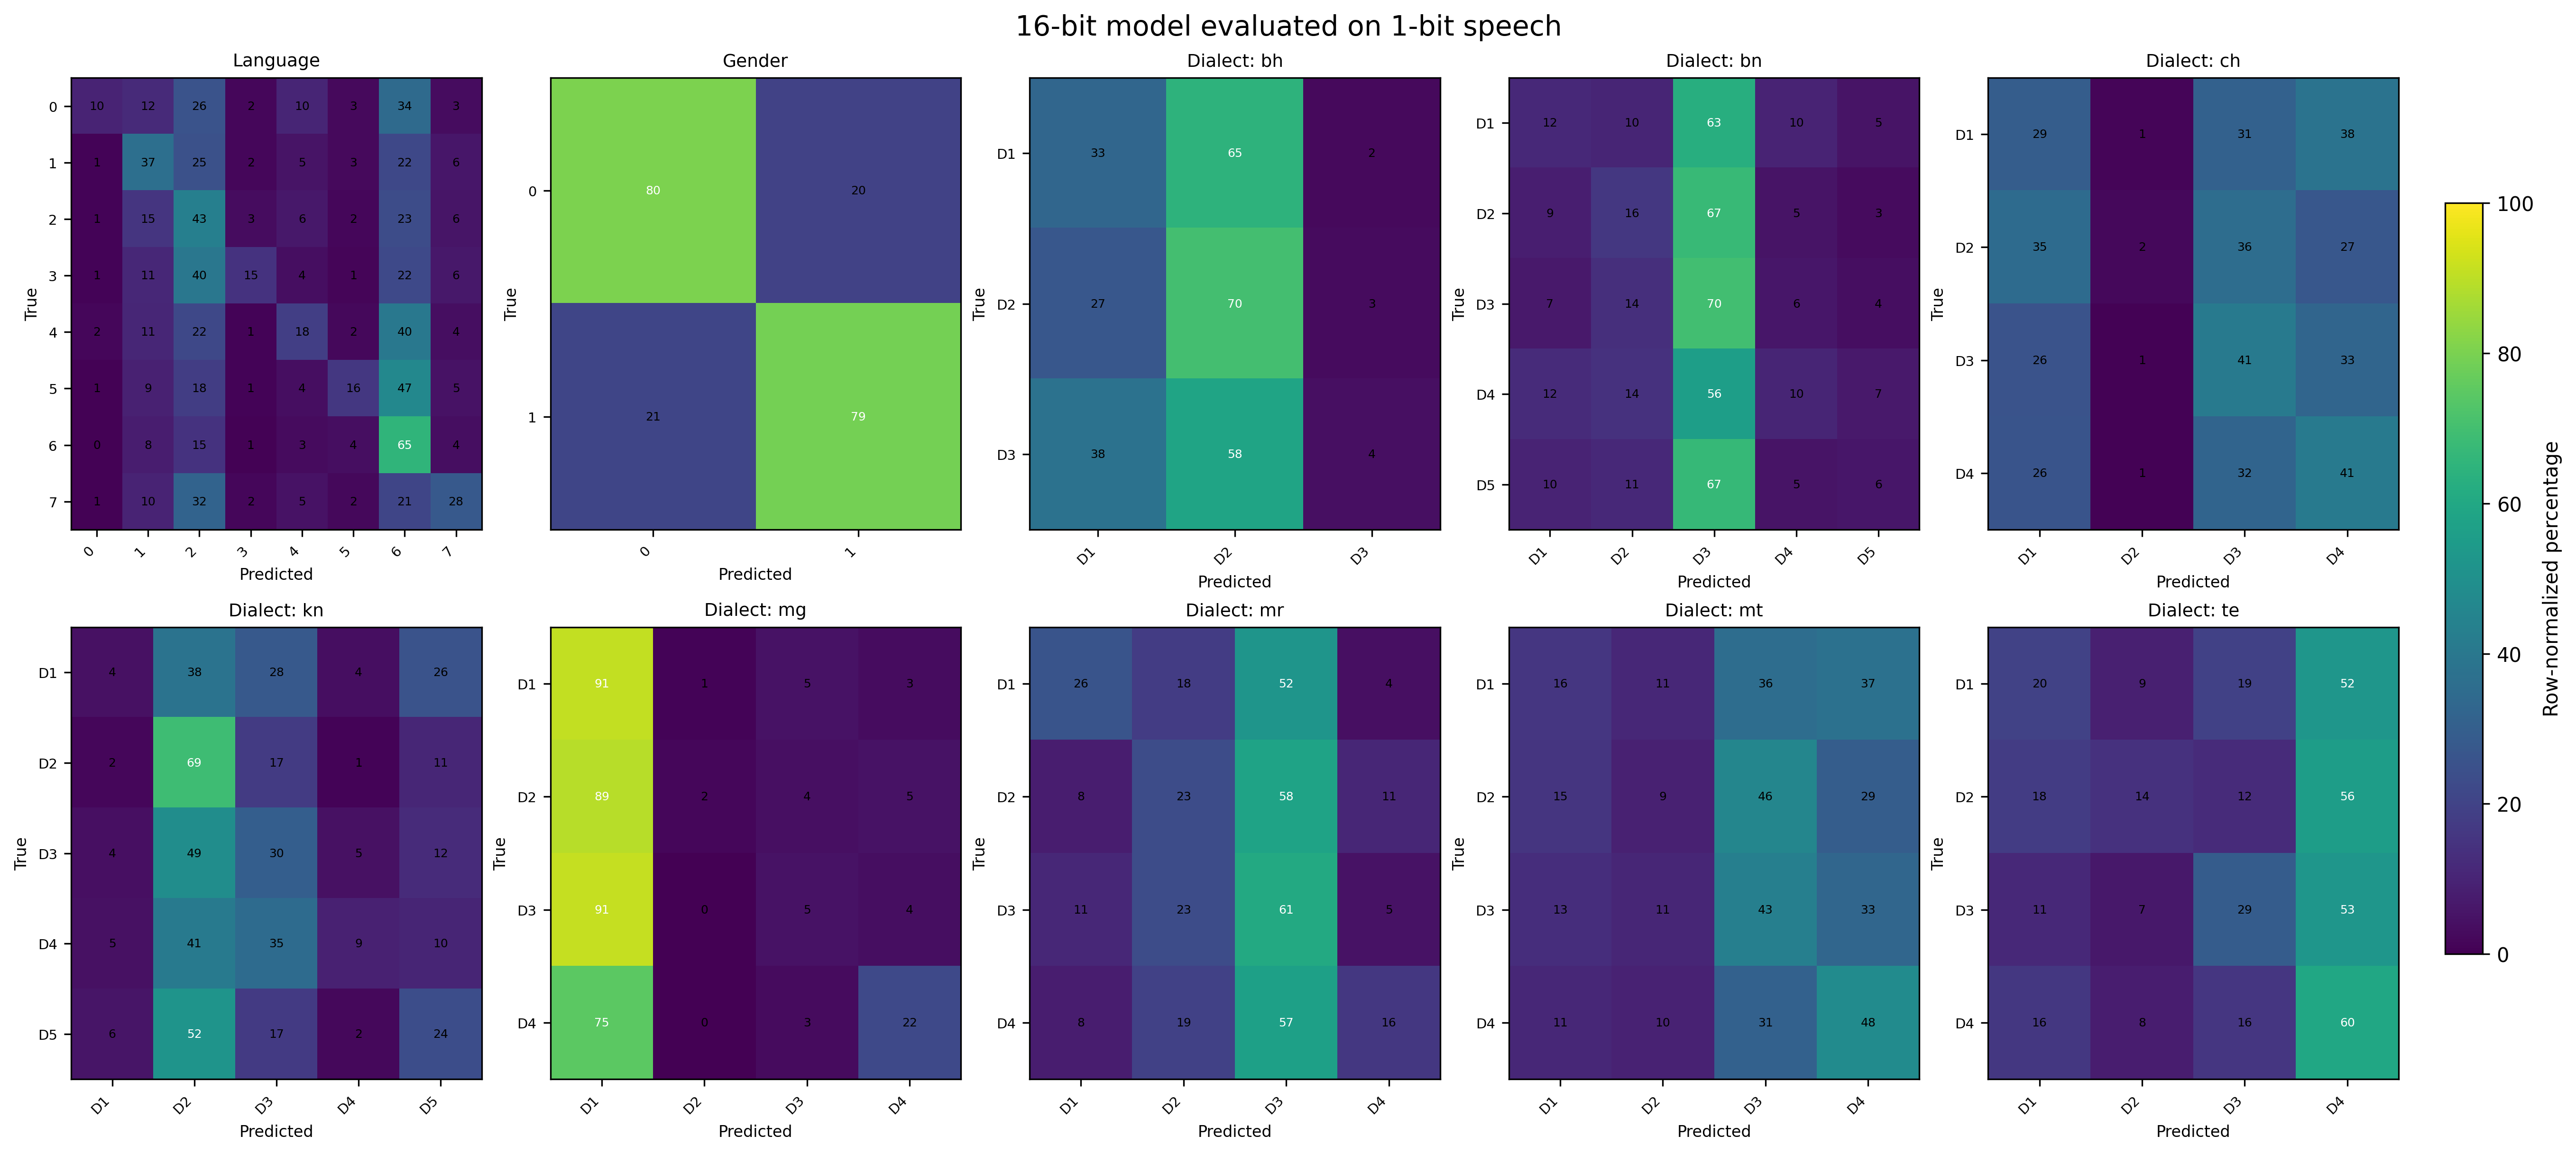 16-bit model evaluated on 1-bit speech
Language
True
0 10 12 26 2 10 3 34 3
1 1 37 25 2 5 3 22 6
2 1 15 43 3 6 2 23 6
3 1 11 40 15 4 1 22 6
4 2 11 22 1 18 2 40 4
5 1 9 18 1 4 16 47 5
6 0 8 15 1 3 4 65 4
7 1 10 32 2 5 2 21 28
0 1 2 3 4 5 6 7
Predicted
Gender
True
0 80 20
1 21 79
0 1
Predicted
Dialect: bh
True
D1 33 65 2
D2 27 70 3
D3 38 58 4
D1 D2 D3
Predicted
Dialect: bn
True
D1 12 10 63 10 5
D2 9 16 67 5 3
D3 7 14 70 6 4
D4 12 14 56 10 7
D5 10 11 67 5 6
D1 D2 D3 D4 D5
Predicted
Dialect: ch
True
D1 29 1 31 38
D2 35 2 36 27
D3 26 1 41 33
D4 26 1 32 41
D1 D2 D3 D4
Predicted
Dialect: kn
True
D1 4 38 28 4 26
D2 2 69 17 1 11
D3 4 49 30 5 12
D4 5 41 35 9 10
D5 6 52 17 2 24
D1 D2 D3 D4 D5
Predicted
Dialect: mg
True
D1 91 1 5 3
D2 89 2 4 5
D3 91 0 5 4
D4 75 0 3 22
D1 D2 D3 D4
Predicted
Dialect: mr
True
D1 26 18 52 4
D2 8 23 58 11
D3 11 23 61 5
D4 8 19 57 16
D1 D2 D3 D4
Predicted
Dialect: mt
True
D1 16 11 36 37
D2 15 9 46 29
D3 13 11 43 33
D4 11 10 31 48
D1 D2 D3 D4
Predicted
Dialect: te
True
D1 20 9 19 52
D2 18 14 12 56
D3 11 7 29 53
D4 16 8 16 60
D1 D2 D3 D4
Predicted
100
80
60
40
20
0
Row-normalized percentage